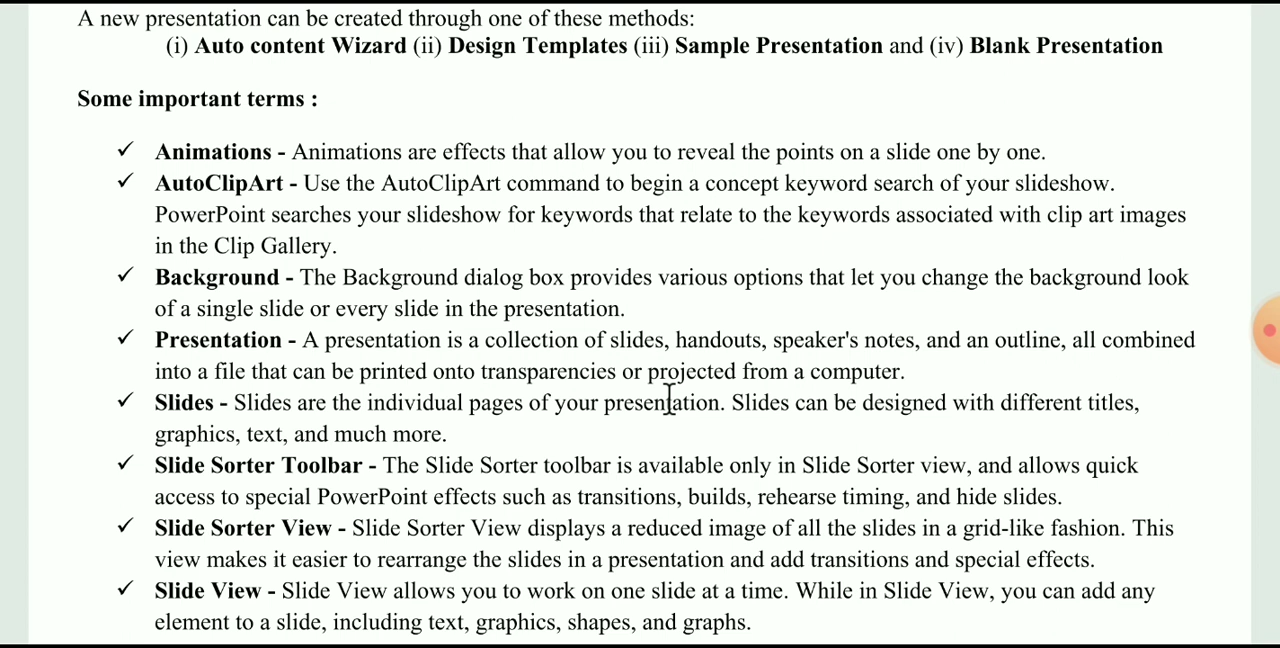 A new presentation can be created through one of these methods:
(i) Auto content Wizard (ii) Design Templates (iii) Sample Presentation and (iv) Blank Presentation
Some important terms :
✓ Animations - Animations are effects that allow you to reveal the points on a slide one by one.
✓ AutoClipArt - Use the AutoClipArt command to begin a concept keyword search of your slideshow.
PowerPoint searches your slideshow for keywords that relate to the keywords associated with clip art images
in the Clip Gallery.
✓ Background - The Background dialog box provides various options that let you change the background look
of a single slide or every slide in the presentation.
✓ Presentation - A presentation is a collection of slides, handouts, speaker's notes, and an outline, all combined
into a file that can be printed onto transparencies or projected from a computer.
✓ Slides - Slides are the individual pages of your presentation. Slides can be designed with different titles,
graphics, text, and much more.
✓ Slide Sorter Toolbar - The Slide Sorter toolbar is available only in Slide Sorter view, and allows quick
access to special PowerPoint effects such as transitions, builds, rehearse timing, and hide slides.
✓ Slide Sorter View - Slide Sorter View displays a reduced image of all the slides in a grid-like fashion. This
view makes it easier to rearrange the slides in a presentation and add transitions and special effects.
✓ Slide View - Slide View allows you to work on one slide at a time. While in Slide View, you can add any
element to a slide, including text, graphics, shapes, and graphs.